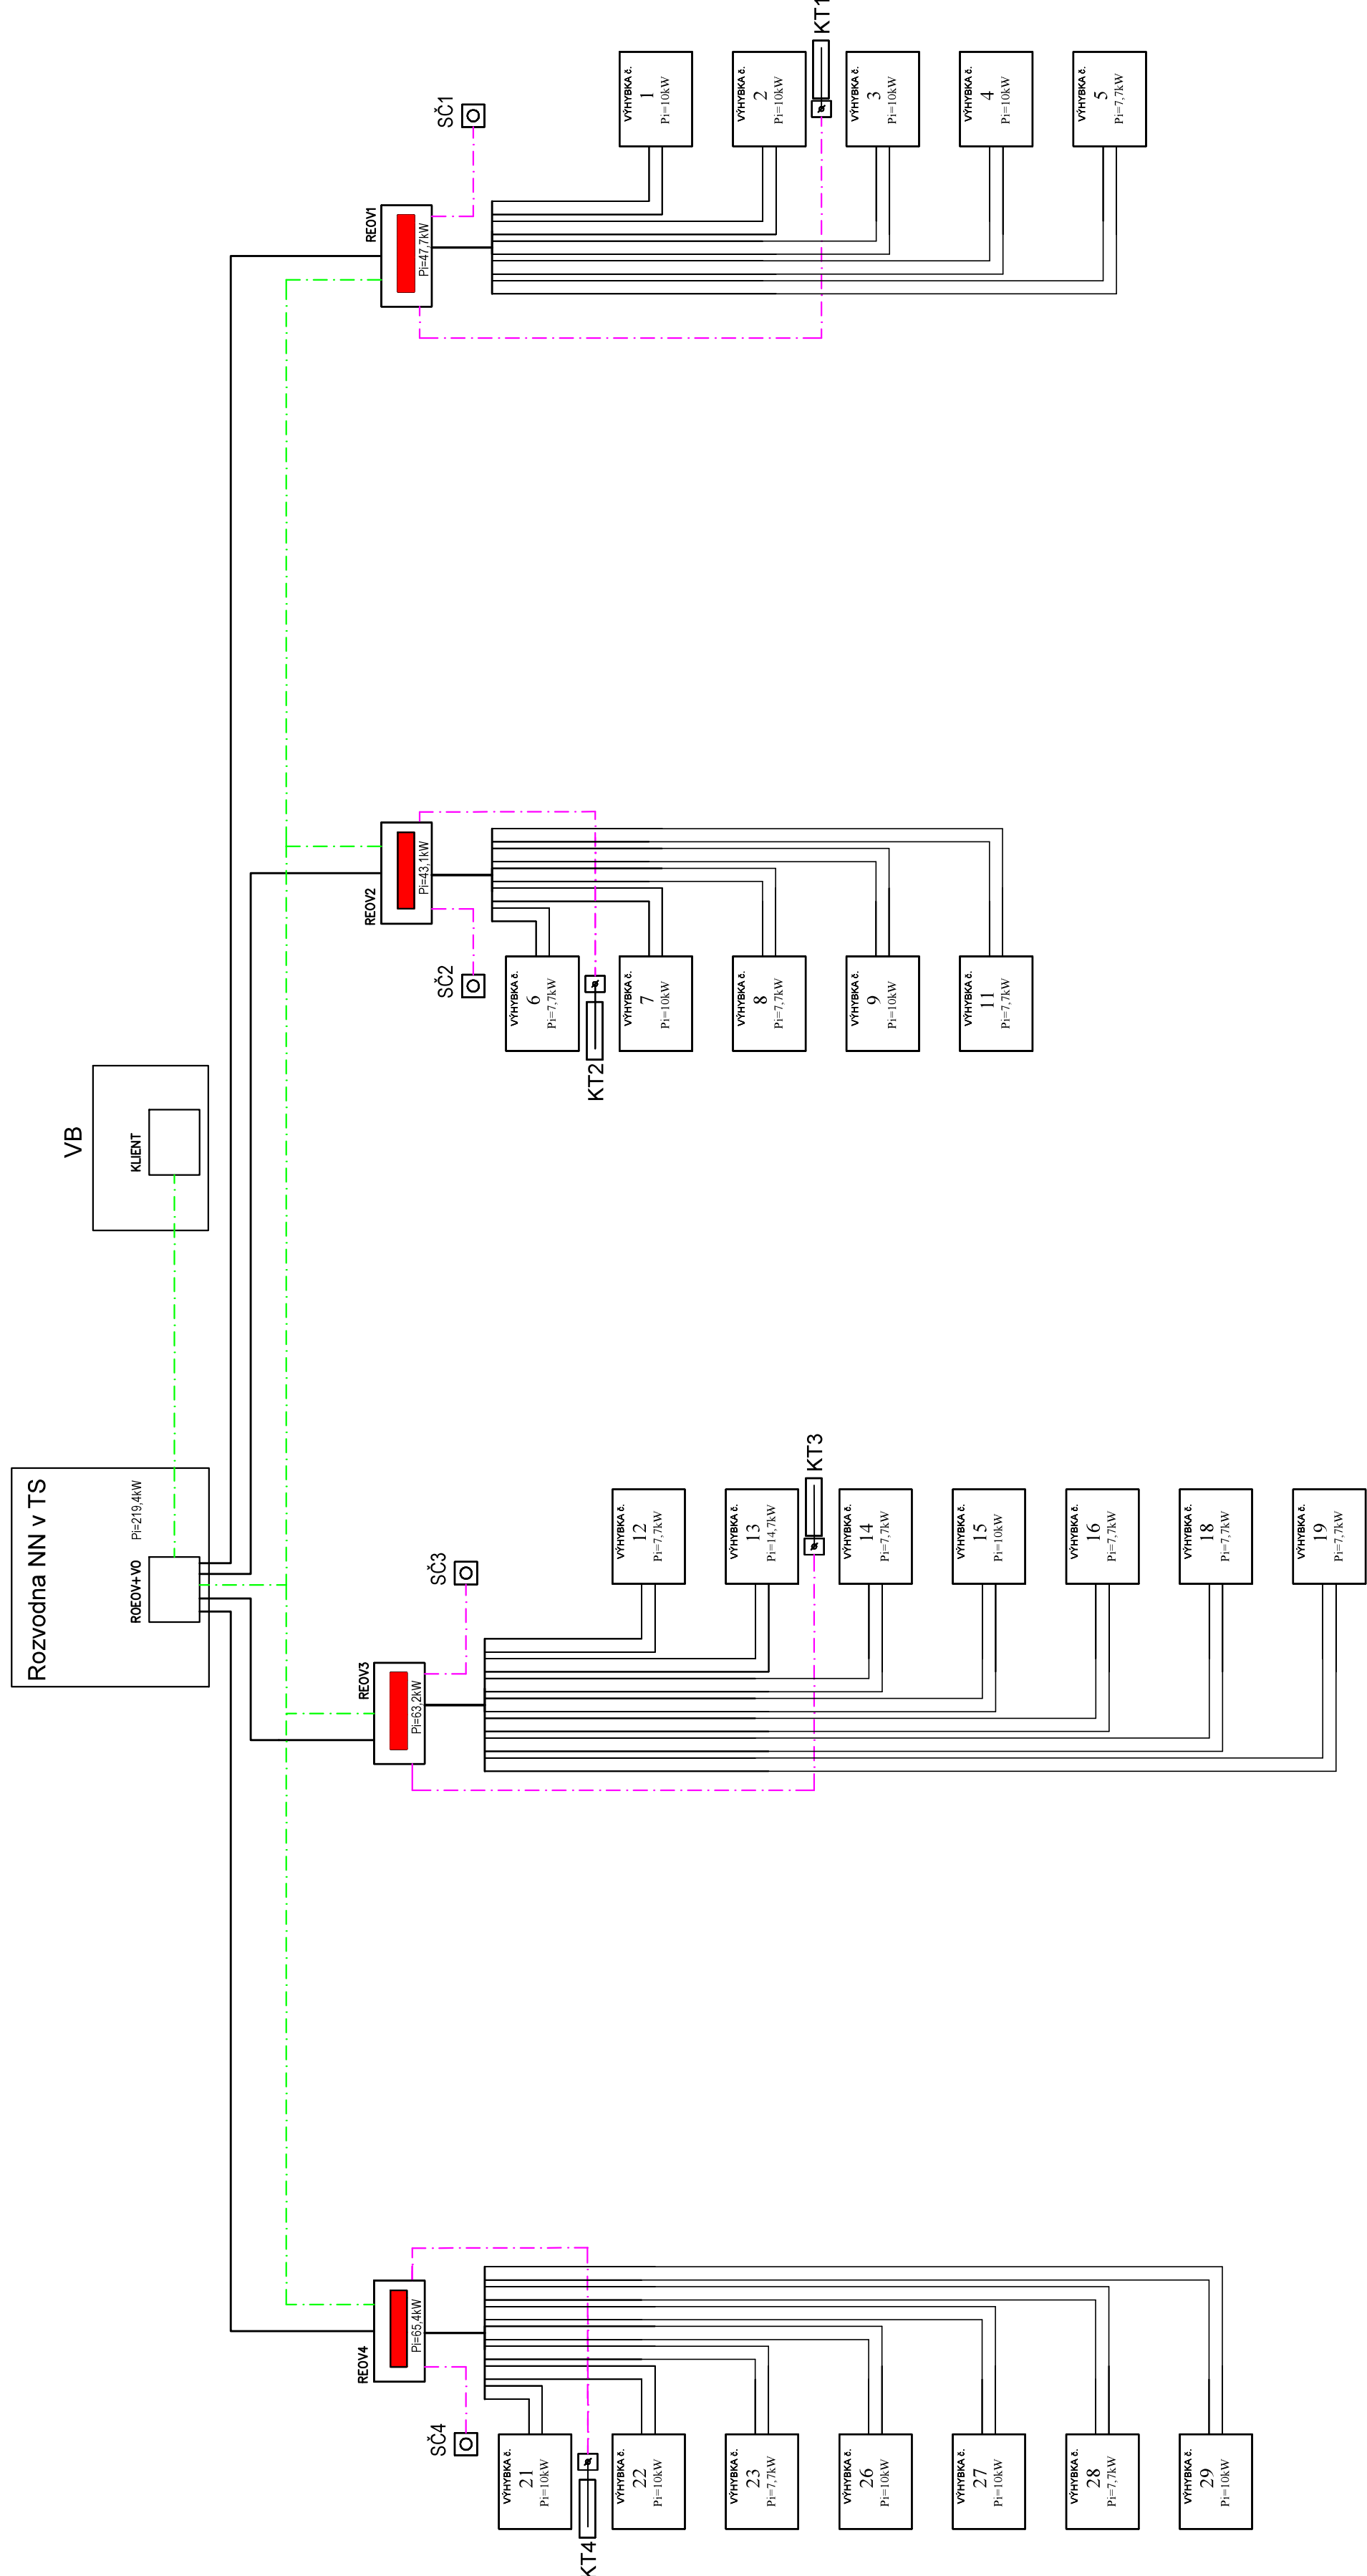 Rozvodna NN v TS
Pi=219,4kW
ROEOV+VO
VB
KLIENT
REOV4
Pi=65,4kW
SČ4
KT4
VÝHYBKA č.
21
Pi=10kW
VÝHYBKA č.
22
Pi=10kW
VÝHYBKA č.
23
Pi=7,7kW
VÝHYBKA č.
26
Pi=10kW
VÝHYBKA č.
27
Pi=10kW
VÝHYBKA č.
28
Pi=7,7kW
VÝHYBKA č.
29
Pi=10kW
REOV3
Pi=63,2kW
SČ3
KT3
VÝHYBKA č.
12
Pi=7,7kW
VÝHYBKA č.
13
Pi=14,7kW
VÝHYBKA č.
14
Pi=7,7kW
VÝHYBKA č.
15
Pi=10kW
VÝHYBKA č.
16
Pi=7,7kW
VÝHYBKA č.
18
Pi=7,7kW
VÝHYBKA č.
19
Pi=7,7kW
REOV2
Pi=43,1kW
SČ2
KT2
VÝHYBKA č.
6
Pi=7,7kW
VÝHYBKA č.
7
Pi=10kW
VÝHYBKA č.
8
Pi=7,7kW
VÝHYBKA č.
9
Pi=10kW
VÝHYBKA č.
11
Pi=7,7kW
REOV1
Pi=47,7kW
SČ1
KT1
VÝHYBKA č.
1
Pi=10kW
VÝHYBKA č.
2
Pi=10kW
VÝHYBKA č.
3
Pi=10kW
VÝHYBKA č.
4
Pi=10kW
VÝHYBKA č.
5
Pi=7,7kW